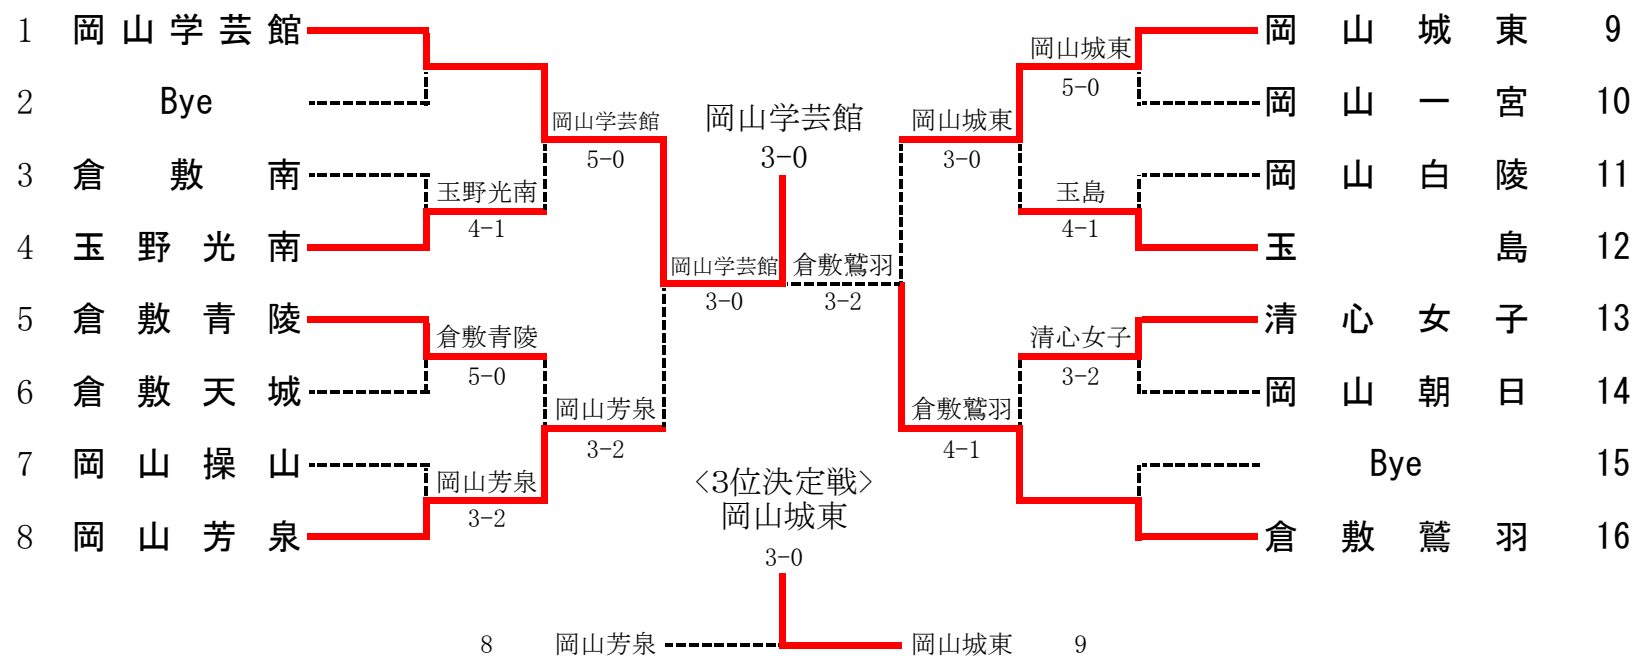 1 岡山学芸館
2 Bye
3 倉敷南
4 玉野光南
5 倉敷青陵
6 倉敷天城
7 岡山操山
8 岡山芳泉
玉野光南
4-1
倉敷青陵
5-0
岡山芳泉
3-2
岡山学芸館
5-0
岡山芳泉
3-2
岡山学芸館
3-0
岡山学芸館
3-0
倉敷鷲羽
3-2
岡山城東
3-0
倉敷鷲羽
4-1
岡山城東
5-0
玉島
4-1
清心女子
3-2
岡山城東 9
岡山一宮 10
岡山白陵 11
玉島 12
清心女子 13
岡山朝日 14
Bye 15
倉敷鷲羽 16
<3位決定戦>
岡山城東
3-0
8 岡山芳泉 岡山城東 9